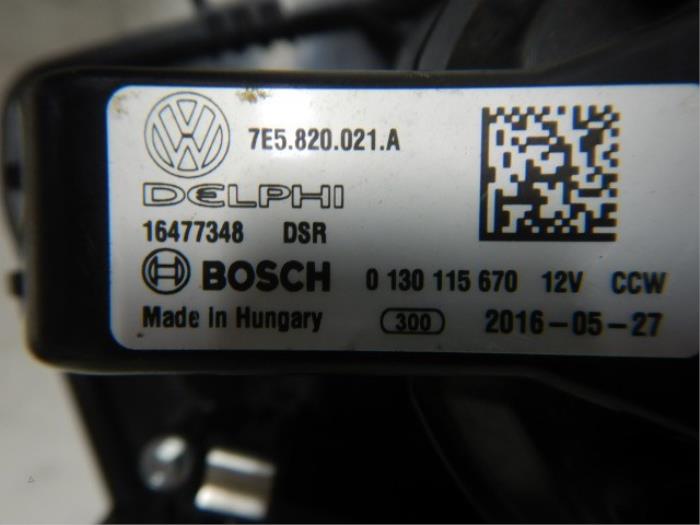 7E5.820.021.A
DELPHI
16477348 DSR
BOSCH 0 130 115 670 12V CCW
Made in Hungary 300 2016-05-27